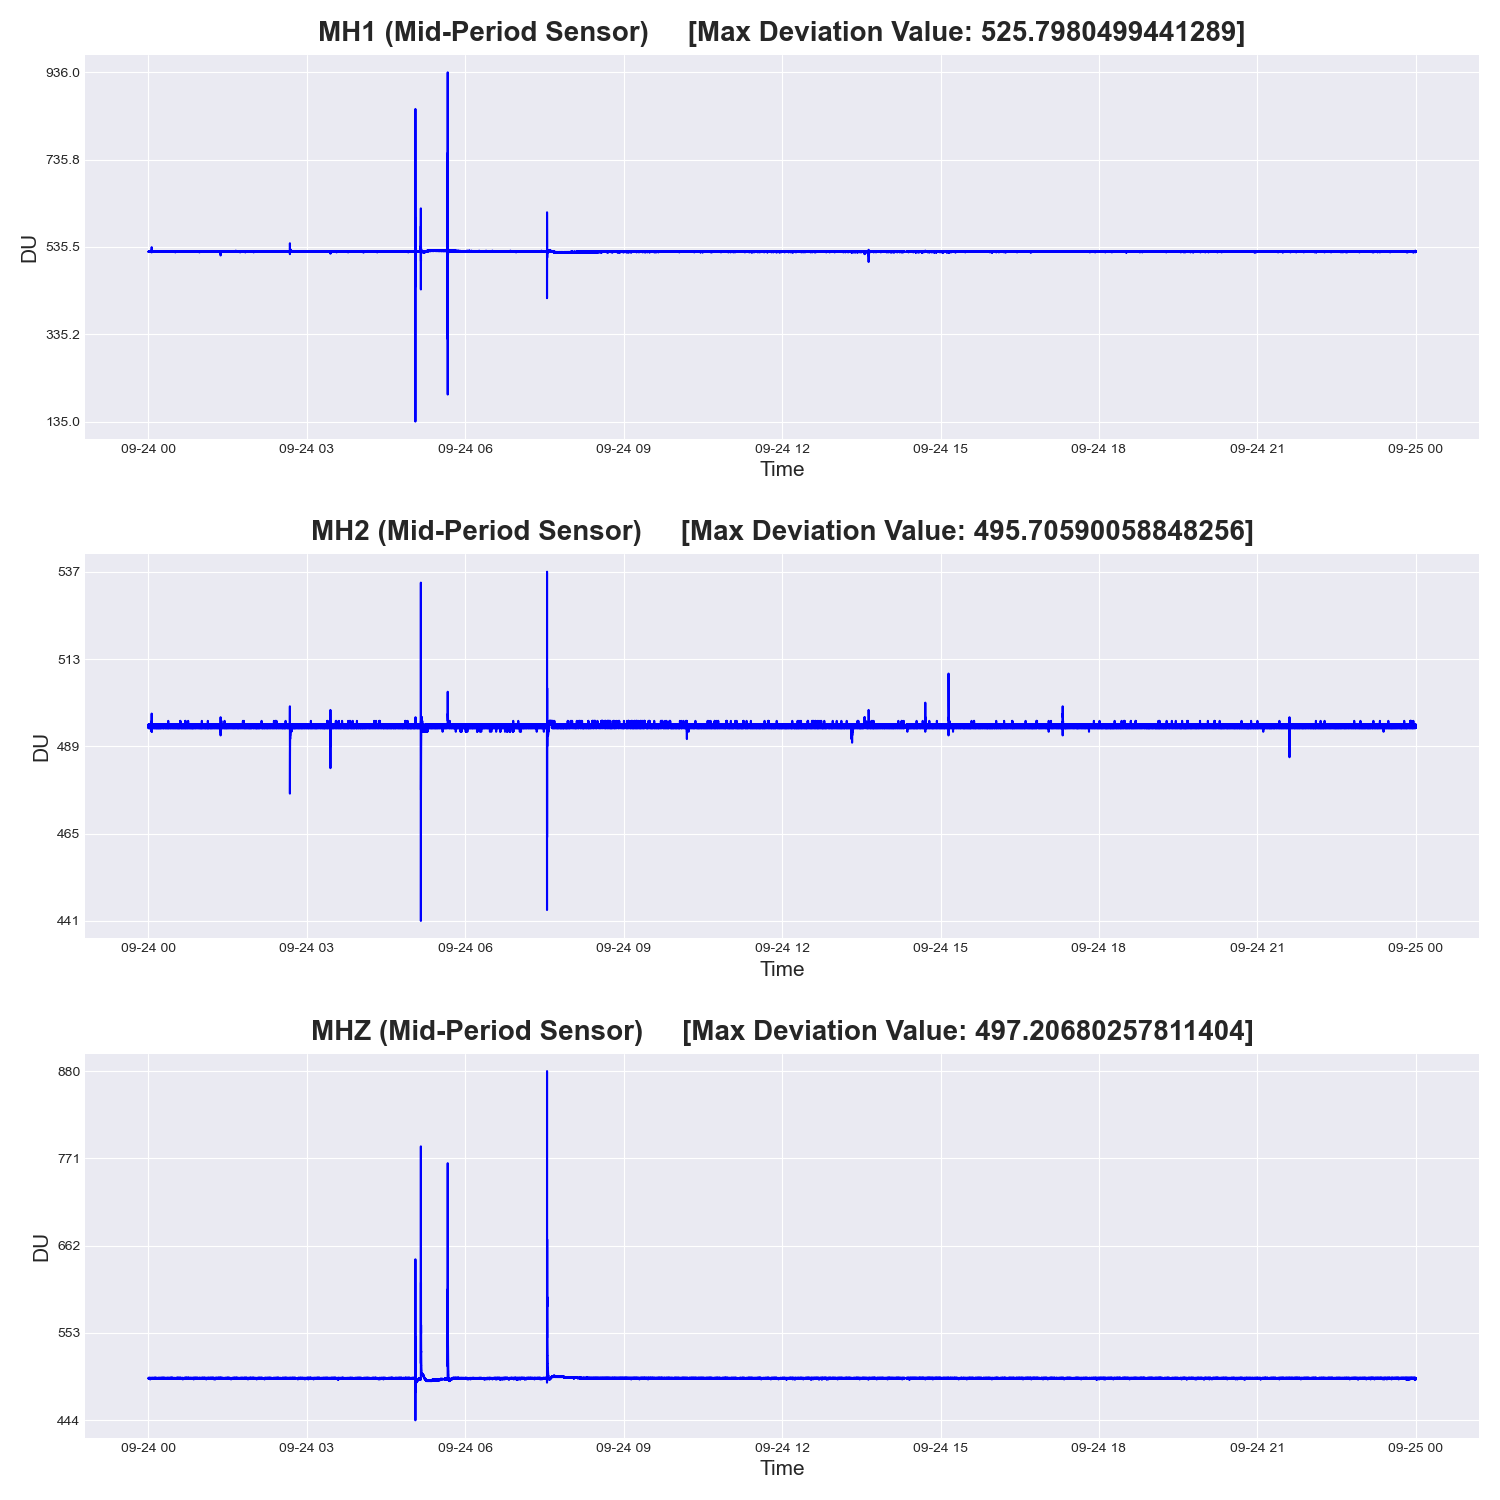 MH1 (Mid-Period Sensor) [Max Deviation Value: 525.7980499441289]
936.0
735.8
535.5
335.2
135.0
DU
09-24 00 09-24 03 09-24 06 09-24 09 09-24 12 09-24 15 09-24 18 09-24 21 09-25 00
Time
MH2 (Mid-Period Sensor) [Max Deviation Value: 495.70590058848256]
537
513
489
465
441
DU
09-24 00 09-24 03 09-24 06 09-24 09 09-24 12 09-24 15 09-24 18 09-24 21 09-25 00
Time
MHZ (Mid-Period Sensor) [Max Deviation Value: 497.20680257811404]
880
771
662
553
444
DU
09-24 00 09-24 03 09-24 06 09-24 09 09-24 12 09-24 15 09-24 18 09-24 21 09-25 00
Time